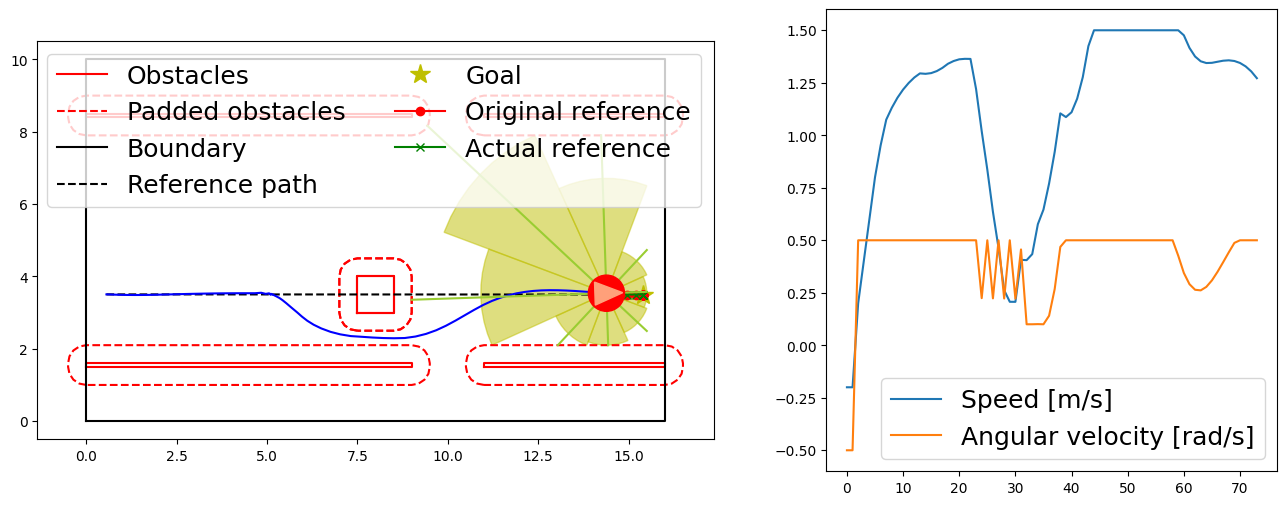 Obstacles
Padded obstacles
Boundary
Reference path
Goal
Original reference
Actual reference
10
8
6
4
2
0
0.0 2.5 5.0 7.5 10.0 12.5 15.0
1.50
1.25
1.00
0.75
0.50
0.25
0.00
−0.25
−0.50
Speed [m/s]
Angular velocity [rad/s]
0 10 20 30 40 50 60 70